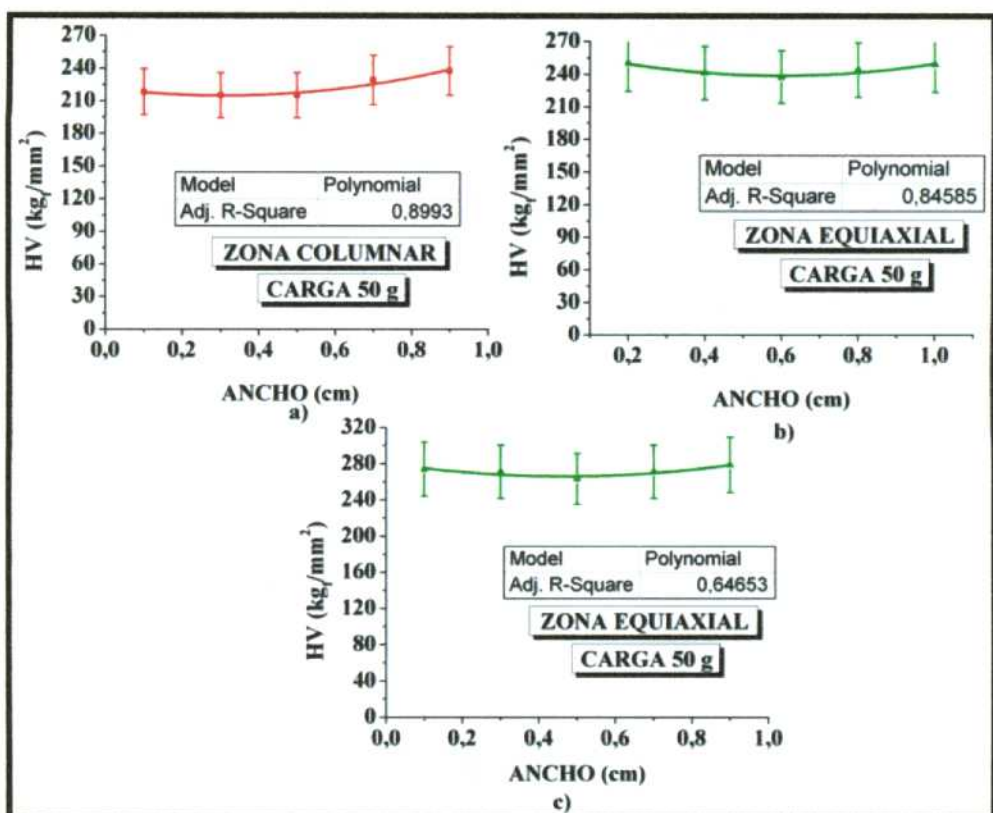 270
240
210
180
150
120
90
60
30
0
HV (kg_f/mm²)
Model Polynomial
Adj. R-Square 0,8993
ZONA COLUMNAR
CARGA 50 g
0,0 0,2 0,4 0,6 0,8 1,0
ANCHO (cm)
a)
270
240
210
180
150
120
90
60
30
0
HV (kg_f/mm²)
Model Polynomial
Adj. R-Square 0,84585
ZONA EQUIAXIAL
CARGA 50 g
0,2 0,4 0,6 0,8 1,0
ANCHO (cm)
b)
320
280
240
200
160
120
80
40
0
HV (kg_f/mm²)
Model Polynomial
Adj. R-Square 0,64653
ZONA EQUIAXIAL
CARGA 50 g
0,0 0,2 0,4 0,6 0,8 1,0
ANCHO (cm)
c)